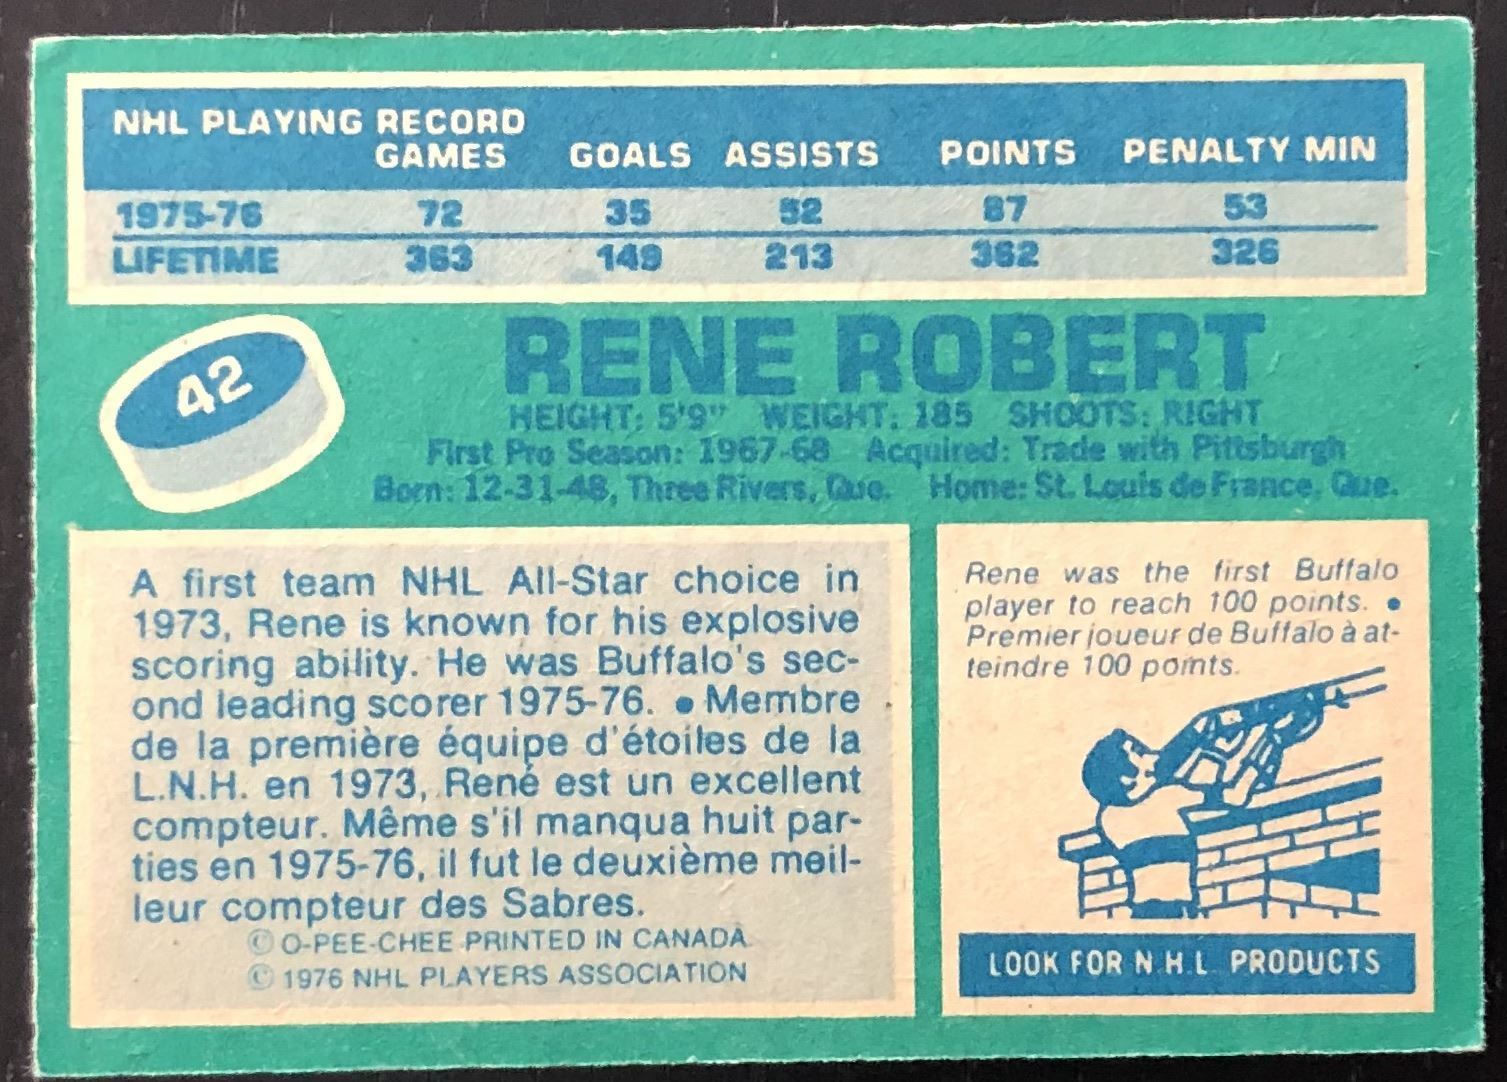 NHL PLAYING RECORD
GAMES GOALS ASSISTS POINTS PENALTY MIN
1975-76 72 35 52 87 53
LIFETIME 363 149 213 362 326
42
RENE ROBERT
HEIGHT: 5'9" WEIGHT: 185 SHOOTS: RIGHT
First Pro Season: 1967-68 Acquired: Trade with Pittsburgh
Born: 12-31-48, Three Rivers, Que. Home: St. Louis de France, Que.
A first team NHL All-Star choice in
1973, Rene is known for his explosive
scoring ability. He was Buffalo's sec-
ond leading scorer 1975-76. • Membre
de la première équipe d'étoiles de la
L.N.H. en 1973, René est un excellent
compteur. Même s'il manqua huit par-
ties en 1975-76, il fut le deuxième meil-
leur compteur des Sabres.
© O-PEE-CHEE PRINTED IN CANADA
© 1976 NHL PLAYERS ASSOCIATION
Rene was the first Buffalo
player to reach 100 points. •
Premier joueur de Buffalo à at-
teindre 100 points.
LOOK FOR N.H.L. PRODUCTS